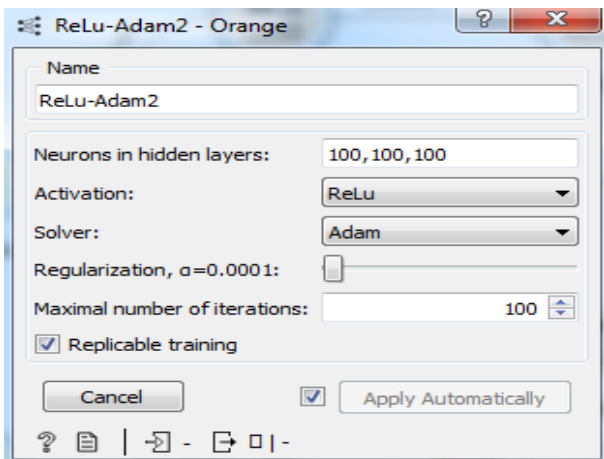 ReLu-Adam2 - Orange
Name
ReLu-Adam2
Neurons in hidden layers: 100,100,100
Activation: ReLu
Solver: Adam
Regularization, α=0.0001:
Maximal number of iterations: 100
Replicable training
Cancel Apply Automatically
? | - | -